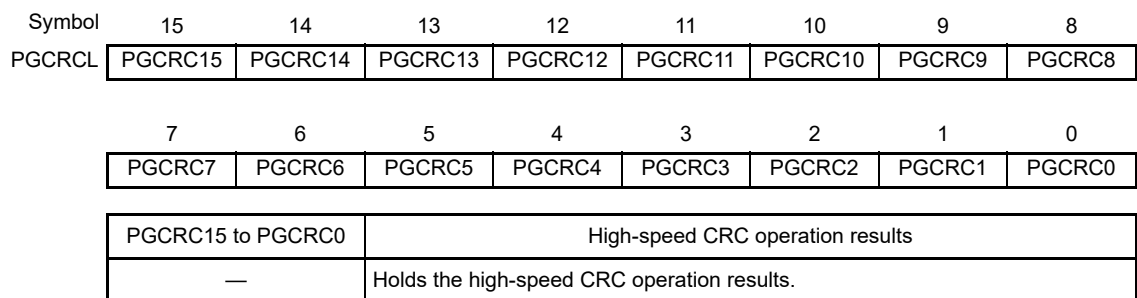 Symbol 15 14 13 12 11 10 9 8
PGCRCL PGCRC15 PGCRC14 PGCRC13 PGCRC12 PGCRC11 PGCRC10 PGCRC9 PGCRC8
7 6 5 4 3 2 1 0
PGCRC7 PGCRC6 PGCRC5 PGCRC4 PGCRC3 PGCRC2 PGCRC1 PGCRC0
PGCRC15 to PGCRC0 High-speed CRC operation results
— Holds the high-speed CRC operation results.